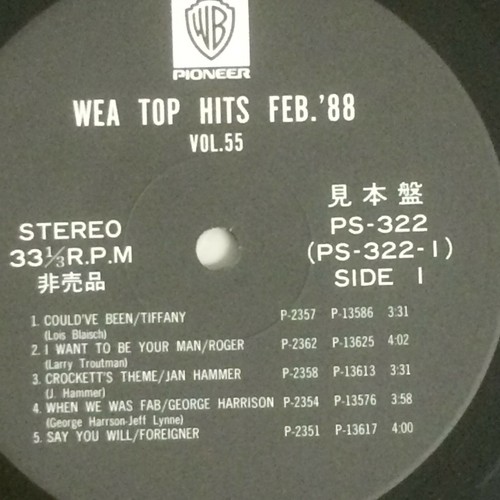 WB
PIONEER
WEA TOP HITS FEB.'88
VOL.55
STEREO
33⅓R.P.M
非売品
見本盤
PS-322
(PS-322-1)
SIDE 1
1. COULD'VE BEEN/TIFFANY P-2357 P-13586 3:31
(Lois Blaisch)
2. I WANT TO BE YOUR MAN/ROGER P-2362 P-13625 4:02
(Larry Troutman)
3. CROCKETT'S THEME/JAN HAMMER P-2358 P-13613 3:31
(J. Hammer)
4. WHEN WE WAS FAB/GEORGE HARRISON P-2354 P-13576 3:58
(George Harrson-Jeff Lynne)
5. SAY YOU WILL/FOREIGNER P-2351 P-13617 4:00